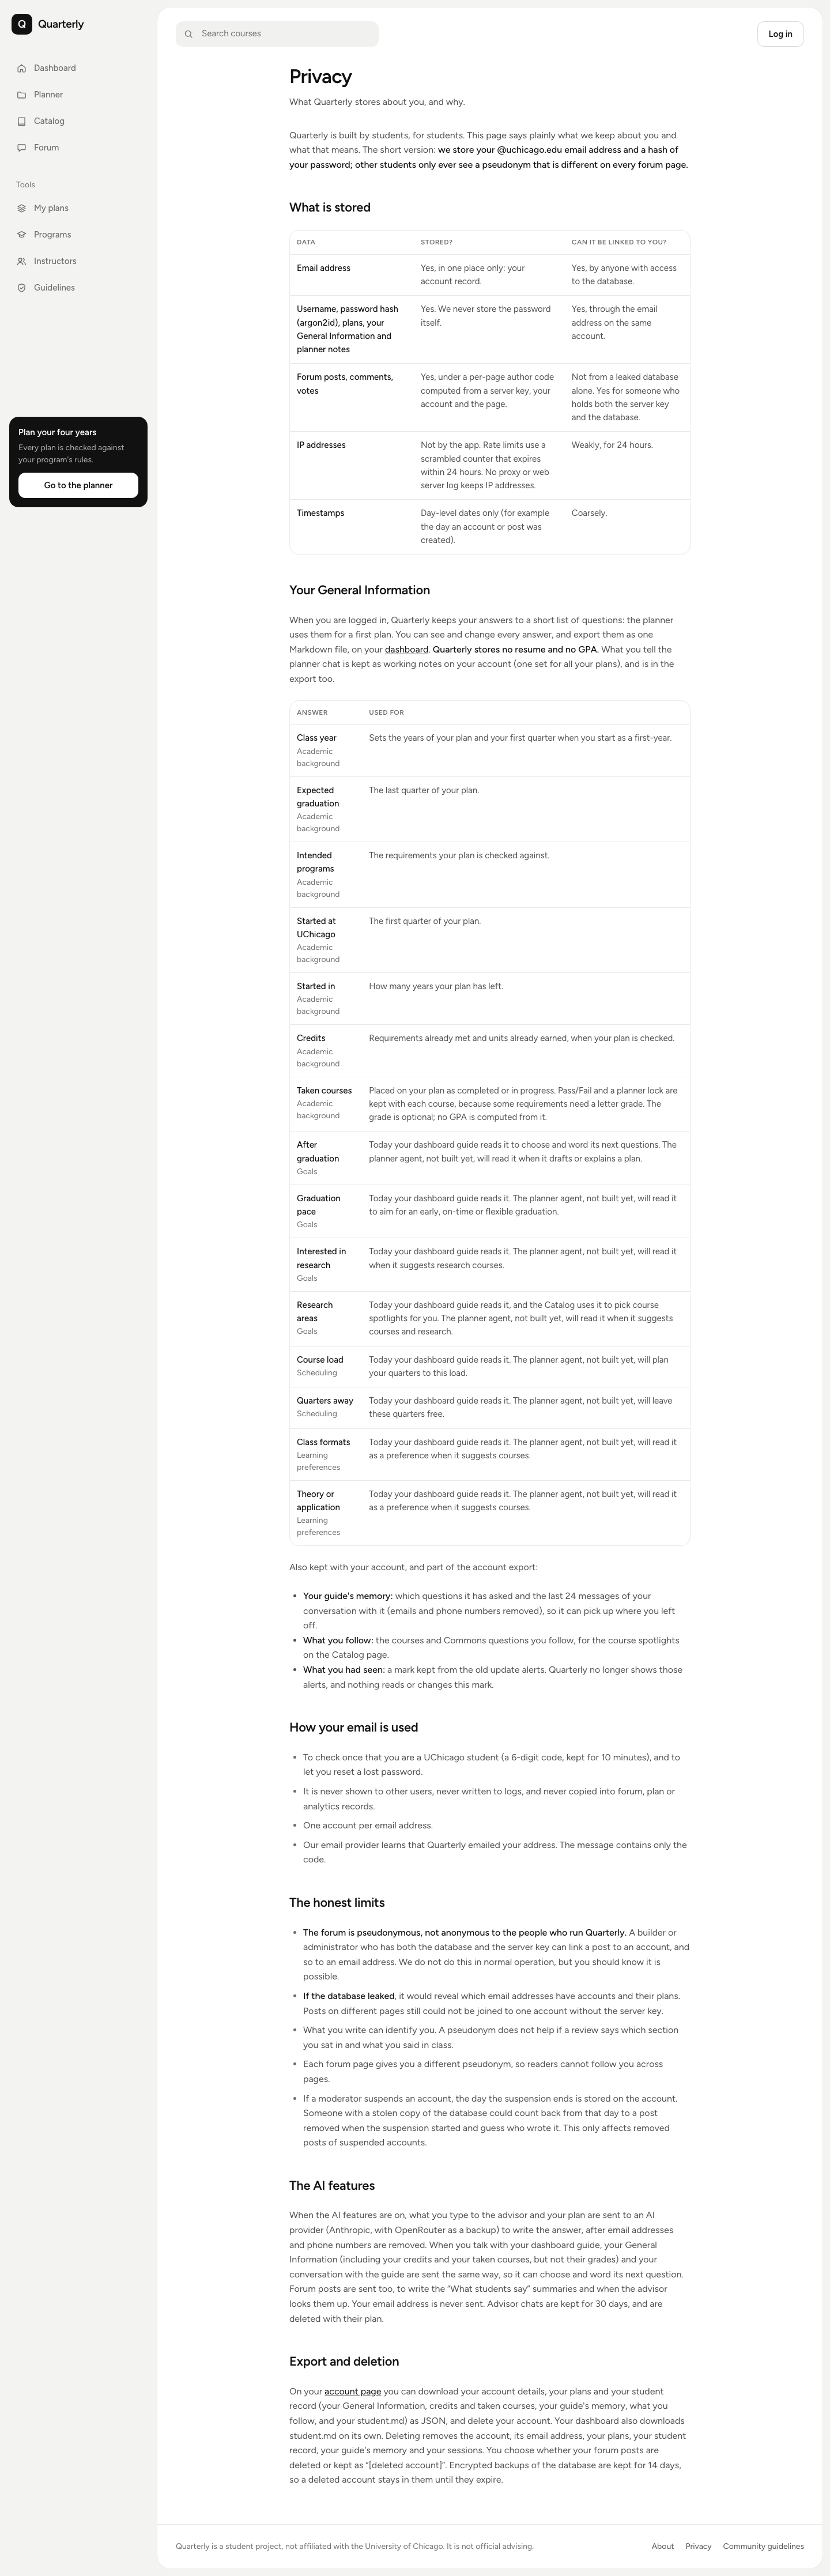 Q Quarterly
Dashboard
Planner
Catalog
Forum
Tools
My plans
Programs
Instructors
Guidelines
Plan your four years
Every plan is checked against
your program's rules.
Go to the planner
Search courses
Log in
Privacy
What Quarterly stores about you, and why.
Quarterly is built by students, for students. This page says plainly what we keep about you and
what that means. The short version: we store your @uchicago.edu email address and a hash of
your password; other students only ever see a pseudonym that is different on every forum page.
What is stored
DATA STORED? CAN IT BE LINKED TO YOU?
Email address
Yes, in one place only: your
account record.
Yes, by anyone with access
to the database.
Username, password hash
(argon2id), plans, your
General Information and
planner notes
Yes. We never store the password
itself.
Yes, through the email
address on the same
account.
Forum posts, comments,
votes
Yes, under a per-page author code
computed from a server key, your
account and the page.
Not from a leaked database
alone. Yes for someone who
holds both the server key
and the database.
IP addresses
Not by the app. Rate limits use a
scrambled counter that expires
within 24 hours. No proxy or web
server log keeps IP addresses.
Weakly, for 24 hours.
Timestamps
Day-level dates only (for example
the day an account or post was
created).
Coarsely.
Your General Information
When you are logged in, Quarterly keeps your answers to a short list of questions: the planner
uses them for a first plan. You can see and change every answer, and export them as one
Markdown file, on your dashboard. Quarterly stores no resume and no GPA. What you tell the
planner chat is kept as working notes on your account (one set for all your plans), and is in the
export too.
ANSWER USED FOR
Class year
Academic
background
Sets the years of your plan and your first quarter when you start as a first-year.
Expected
graduation
Academic
background
The last quarter of your plan.
Intended
programs
Academic
background
The requirements your plan is checked against.
Started at
UChicago
Academic
background
The first quarter of your plan.
Started in
Academic
background
How many years your plan has left.
Credits
Academic
background
Requirements already met and units already earned, when your plan is checked.
Taken courses
Academic
background
Placed on your plan as completed or in progress. Pass/Fail and a planner lock are
kept with each course, because some requirements need a letter grade. The
grade is optional; no GPA is computed from it.
After
graduation
Goals
Today your dashboard guide reads it to choose and word its next questions. The
planner agent, not built yet, will read it when it drafts or explains a plan.
Graduation
pace
Goals
Today your dashboard guide reads it. The planner agent, not built yet, will read it
to aim for an early, on-time or flexible graduation.
Interested in
research
Goals
Today your dashboard guide reads it. The planner agent, not built yet, will read it
when it suggests research courses.
Research
areas
Goals
Today your dashboard guide reads it, and the Catalog uses it to pick course
spotlights for you. The planner agent, not built yet, will read it when it suggests
courses and research.
Course load
Scheduling
Today your dashboard guide reads it. The planner agent, not built yet, will plan
your quarters to this load.
Quarters away
Scheduling
Today your dashboard guide reads it. The planner agent, not built yet, will leave
these quarters free.
Class formats
Learning
preferences
Today your dashboard guide reads it. The planner agent, not built yet, will read it
as a preference when it suggests courses.
Theory or
application
Learning
preferences
Today your dashboard guide reads it. The planner agent, not built yet, will read it
as a preference when it suggests courses.
Also kept with your account, and part of the account export:
• Your guide's memory: which questions it has asked and the last 24 messages of your
conversation with it (emails and phone numbers removed), so it can pick up where you left
off.
• What you follow: the courses and Commons questions you follow, for the course spotlights
on the Catalog page.
• What you had seen: a mark kept from the old update alerts. Quarterly no longer shows those
alerts, and nothing reads or changes this mark.
How your email is used
• To check once that you are a UChicago student (a 6-digit code, kept for 10 minutes), and to
let you reset a lost password.
• It is never shown to other users, never written to logs, and never copied into forum, plan or
analytics records.
• One account per email address.
• Our email provider learns that Quarterly emailed your address. The message contains only the
code.
The honest limits
• The forum is pseudonymous, not anonymous to the people who run Quarterly. A builder or
administrator who has both the database and the server key can link a post to an account, and
so to an email address. We do not do this in normal operation, but you should know it is
possible.
• If the database leaked, it would reveal which email addresses have accounts and their plans.
Posts on different pages still could not be joined to one account without the server key.
• What you write can identify you. A pseudonym does not help if a review says which section
you sat in and what you said in class.
• Each forum page gives you a different pseudonym, so readers cannot follow you across
pages.
• If a moderator suspends an account, the day the suspension ends is stored on the account.
Someone with a stolen copy of the database could count back from that day to a post
removed when the suspension started and guess who wrote it. This only affects removed
posts of suspended accounts.
The AI features
When the AI features are on, what you type to the advisor and your plan are sent to an AI
provider (Anthropic, with OpenRouter as a backup) to write the answer, after email addresses
and phone numbers are removed. When you talk with your dashboard guide, your General
Information (including your credits and your taken courses, but not their grades) and your
conversation with the guide are sent the same way, so it can choose and word its next question.
Forum posts are sent too, to write the “What students say” summaries and when the advisor
looks them up. Your email address is never sent. Advisor chats are kept for 30 days, and are
deleted with their plan.
Export and deletion
On your account page you can download your account details, your plans and your student
record (your General Information, credits and taken courses, your guide's memory, what you
follow, and your student.md) as JSON, and delete your account. Your dashboard also downloads
student.md on its own. Deleting removes the account, its email address, your plans, your student
record, your guide's memory and your sessions. You choose whether your forum posts are
deleted or kept as “[deleted account]”. Encrypted backups of the database are kept for 14 days,
so a deleted account stays in them until they expire.
Quarterly is a student project, not affiliated with the University of Chicago. It is not official advising.
About Privacy Community guidelines